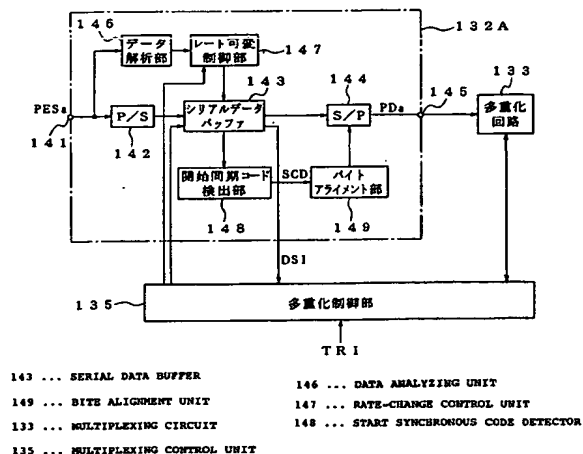 146
132A
データ
解析部
レート可変
制御部
147
143
144
133
PESa
P/S
シリアルデータ
バッファ
S/P
PDa
145
多重化
回路
141
142
開始同期コード
検出部
SCD
バイト
アライメント部
148
149
DSI
135
多重化制御部
TRI
143 ... SERIAL DATA BUFFER
149 ... BITE ALIGNMENT UNIT
133 ... MULTIPLEXING CIRCUIT
135 ... MULTIPLEXING CONTROL UNIT
146 ... DATA ANALYZING UNIT
147 ... RATE-CHANGE CONTROL UNIT
148 ... START SYNCHRONOUS CODE DETECTOR